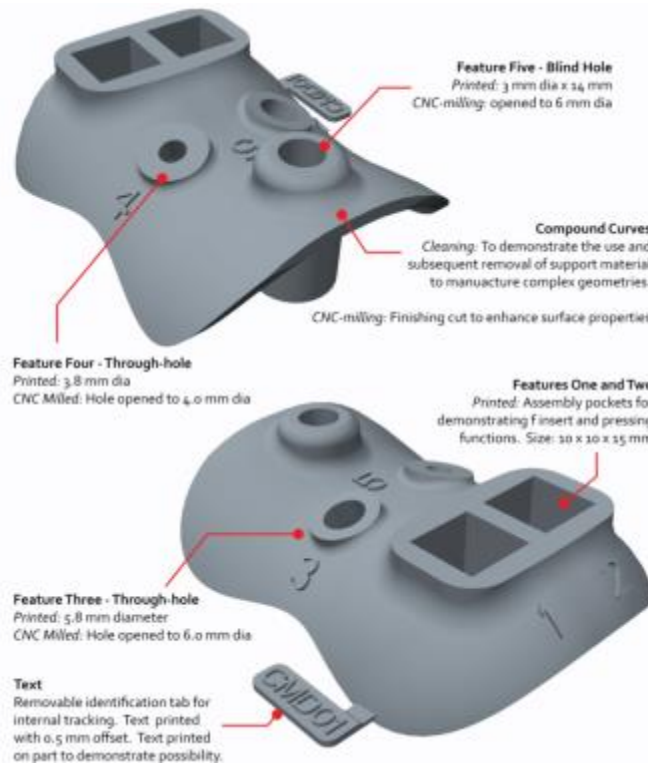 Feature Five - Blind Hole
Printed: 3 mm dia x 14 mm
CNC-milling: opened to 6 mm dia
Compound Curves
Cleaning: To demonstrate the use and
subsequent removal of support material
to manuacture complex geometries.
CNC-milling: Finishing cut to enhance surface properties
Feature Four - Through-hole
Printed: 3.8 mm dia
CNC Milled: Hole opened to 4.0 mm dia
Features One and Two
Printed: Assembly pockets for
demonstrating f insert and pressing
functions. Size: 10 x 10 x 15 mm
Feature Three - Through-hole
Printed: 5.8 mm diameter
CNC Milled: Hole opened to 6.0 mm dia
Text
Removable identification tab for
internal tracking. Text printed
with 0.5 mm offset. Text printed
on part to demonstrate possibility.
4
3
1
CMD01